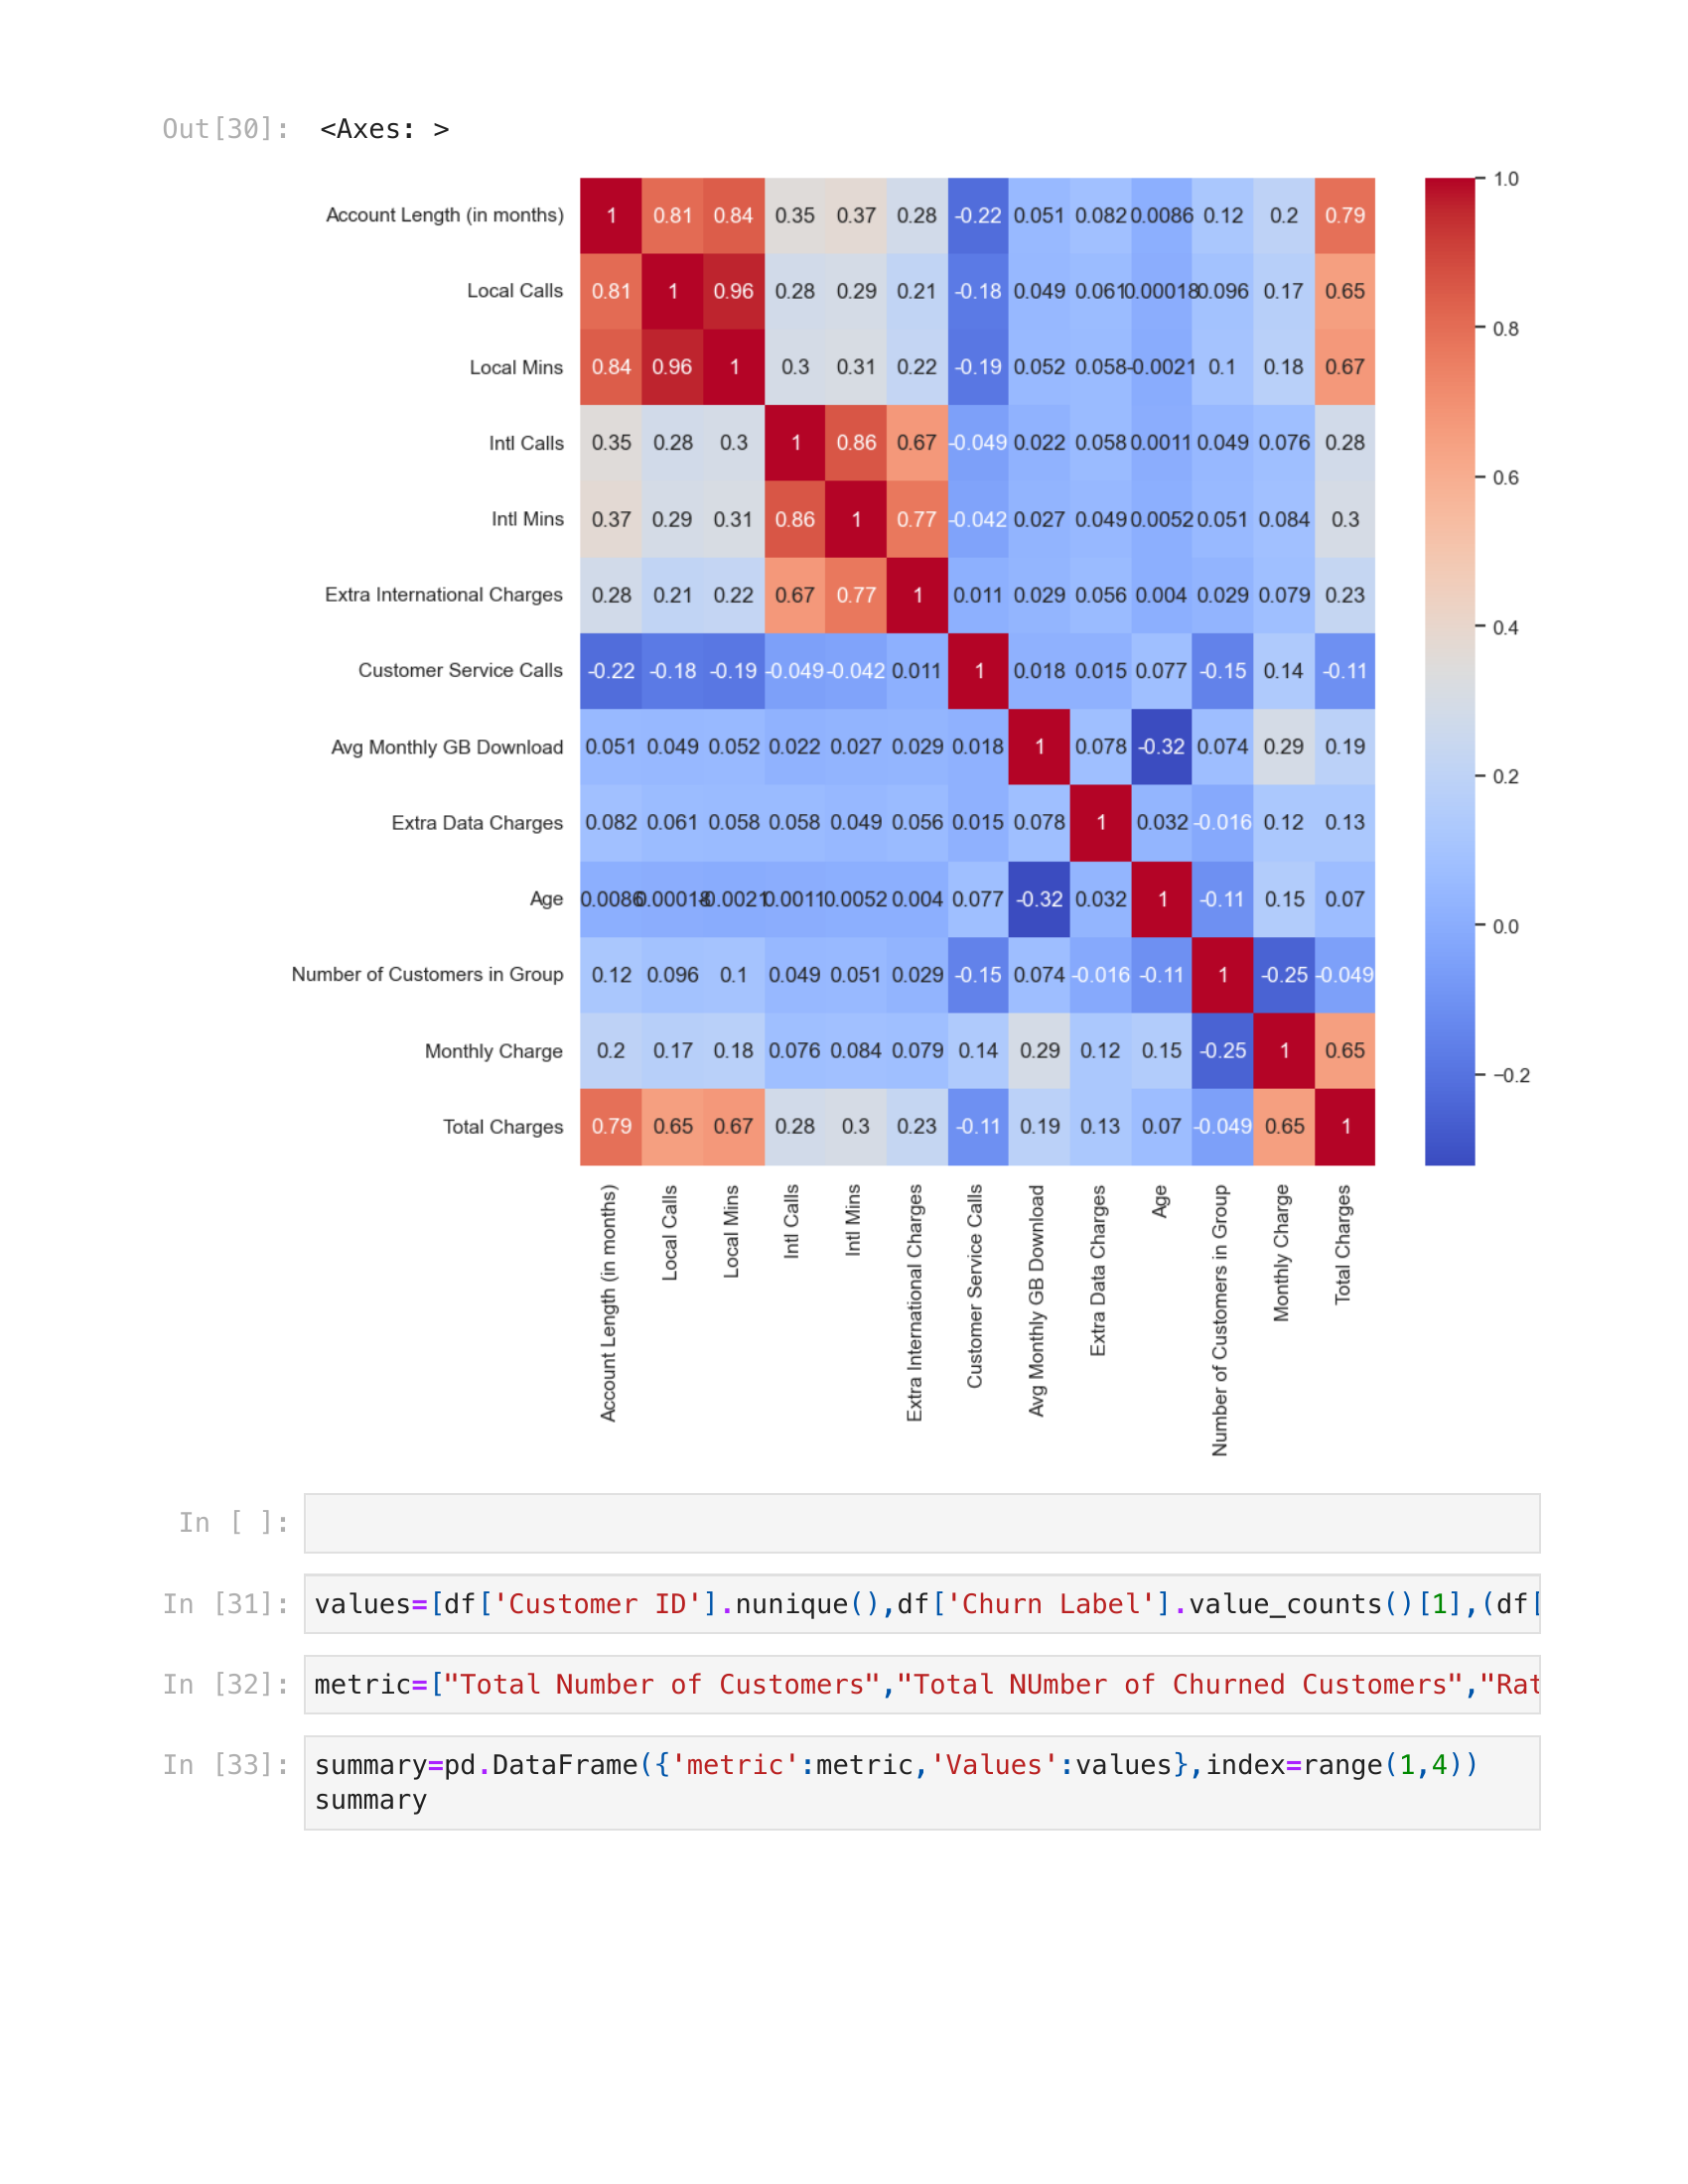 Out[30]: <Axes: >
Account Length (in months) 1 0.81 0.84 0.35 0.37 0.28 -0.22 0.051 0.082 0.0086 0.12 0.2 0.79
Local Calls 0.81 1 0.96 0.28 0.29 0.21 -0.18 0.049 0.061 0.00018 0.096 0.17 0.65
Local Mins 0.84 0.96 1 0.3 0.31 0.22 -0.19 0.052 0.058 -0.0021 0.1 0.18 0.67
Intl Calls 0.35 0.28 0.3 1 0.86 0.67 -0.049 0.022 0.058 0.0011 0.049 0.076 0.28
Intl Mins 0.37 0.29 0.31 0.86 1 0.77 -0.042 0.027 0.049 0.0052 0.051 0.084 0.3
Extra International Charges 0.28 0.21 0.22 0.67 0.77 1 0.011 0.029 0.056 0.004 0.029 0.079 0.23
Customer Service Calls -0.22 -0.18 -0.19 -0.049 -0.042 0.011 1 0.018 0.015 0.077 -0.15 0.14 -0.11
Avg Monthly GB Download 0.051 0.049 0.052 0.022 0.027 0.029 0.018 1 0.078 -0.32 0.074 0.29 0.19
Extra Data Charges 0.082 0.061 0.058 0.058 0.049 0.056 0.015 0.078 1 0.032 -0.016 0.12 0.13
Age 0.0086 0.00018 -0.0021 0.0011 0.0052 0.004 0.077 -0.32 0.032 1 -0.11 0.15 0.07
Number of Customers in Group 0.12 0.096 0.1 0.049 0.051 0.029 -0.15 0.074 -0.016 -0.11 1 -0.25 -0.049
Monthly Charge 0.2 0.17 0.18 0.076 0.084 0.079 0.14 0.29 0.12 0.15 -0.25 1 0.65
Total Charges 0.79 0.65 0.67 0.28 0.3 0.23 -0.11 0.19 0.13 0.07 -0.049 0.65 1
Account Length (in months)
Local Calls
Local Mins
Intl Calls
Intl Mins
Extra International Charges
Customer Service Calls
Avg Monthly GB Download
Extra Data Charges
Age
Number of Customers in Group
Monthly Charge
Total Charges
1.0
0.8
0.6
0.4
0.2
0.0
−0.2
In [ ]:
In [31]: values=[df['Customer ID'].nunique(),df['Churn Label'].value_counts()[1],(df[
In [32]: metric=["Total Number of Customers","Total NUmber of Churned Customers","Rat
In [33]: summary=pd.DataFrame({'metric':metric,'Values':values},index=range(1,4))
summary